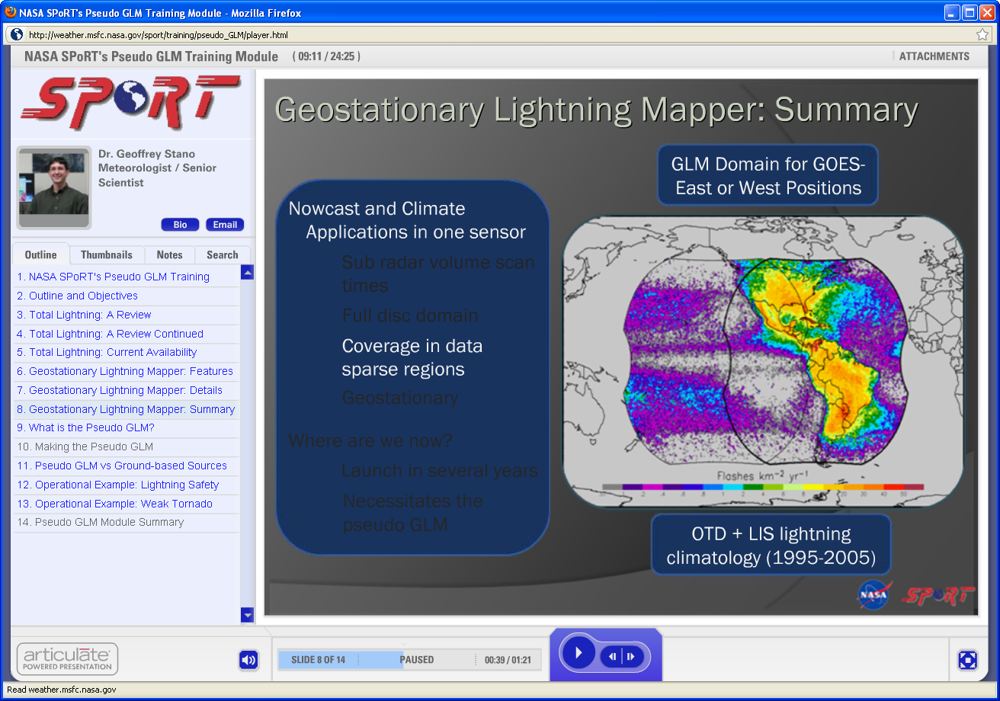 NASA SPoRT's Pseudo GLM Training Module - Mozilla Firefox
http://weather.msfc.nasa.gov/sport/training/pseudo_GLM/player.html
NASA SPoRT's Pseudo GLM Training Module ( 09:11 / 24:25 )
ATTACHMENTS
SPoRT
Dr. Geoffrey Stano
Meteorologist / Senior
Scientist
Bio Email
Outline Thumbnails Notes Search
1. NASA SPoRT's Pseudo GLM Training
2. Outline and Objectives
3. Total Lightning: A Review
4. Total Lightning: A Review Continued
5. Total Lightning: Current Availability
6. Geostationary Lightning Mapper: Features
7. Geostationary Lightning Mapper: Details
8. Geostationary Lightning Mapper: Summary
9. What is the Pseudo GLM?
10. Making the Pseudo GLM
11. Pseudo GLM vs Ground-based Sources
12. Operational Example: Lightning Safety
13. Operational Example: Weak Tornado
14. Pseudo GLM Module Summary
Geostationary Lightning Mapper: Summary
Nowcast and Climate
Applications in one sensor
Sub radar volume scan
times
Full disc domain
Coverage in data
sparse regions
Geostationary
Where are we now?
Launch in several years
Necessitates the
pseudo GLM
GLM Domain for GOES-
East or West Positions
Flashes km⁻² yr⁻¹
.2 .4 .6 .8 1 2 4 6 8 10 20 30 40 50
OTD + LIS lightning
climatology (1995-2005)
NASA SPoRT
articulate®
POWERED PRESENTATION
SLIDE 8 OF 14 PAUSED 00:39 / 01:21
Read weather.msfc.nasa.gov